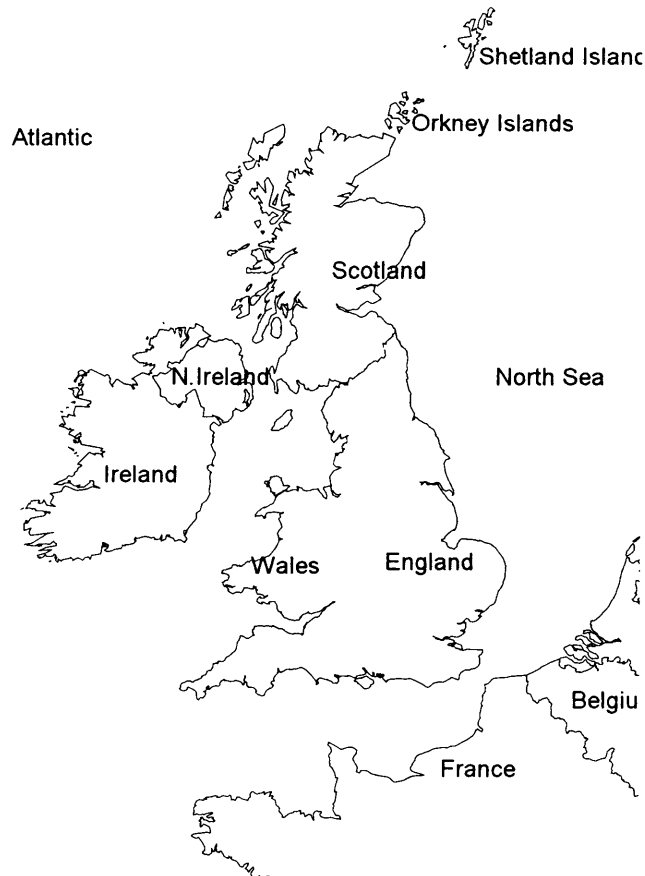 Shetland Islanc
Orkney Islands
Atlantic
Scotland
N.Ireland
North Sea
Ireland
Wales
England
Belgiu
France